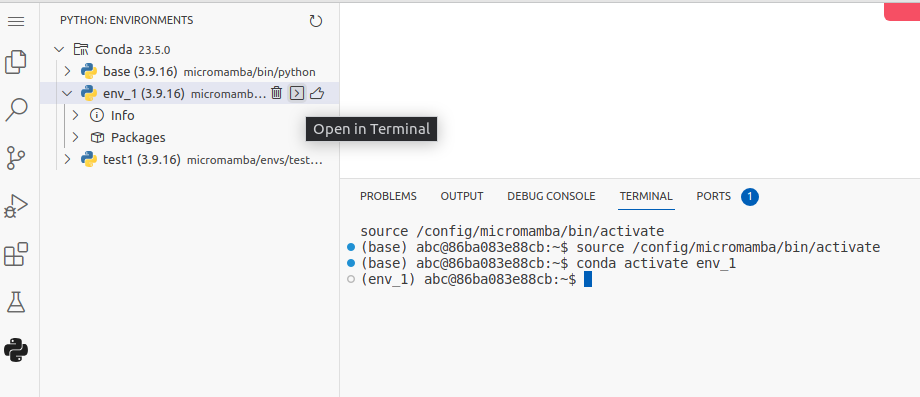 PYTHON: ENVIRONMENTS
Conda 23.5.0
base (3.9.16) micromamba/bin/python
env_1 (3.9.16) micromamb...
Info
Open in Terminal
Packages
test1 (3.9.16) micromamba/envs/test...
PROBLEMS OUTPUT DEBUG CONSOLE TERMINAL PORTS 1
source /config/micromamba/bin/activate
(base) abc@86ba083e88cb:~$ source /config/micromamba/bin/activate
(base) abc@86ba083e88cb:~$ conda activate env_1
(env_1) abc@86ba083e88cb:~$